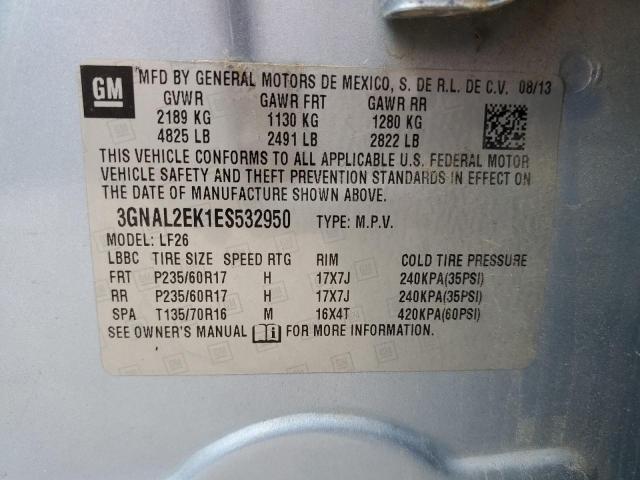 GM MFD BY GENERAL MOTORS DE MEXICO, S. DE R.L. DE C.V. 08/13
GVWR GAWR FRT GAWR RR
2189 KG 1130 KG 1280 KG
4825 LB 2491 LB 2822 LB
THIS VEHICLE CONFORMS TO ALL APPLICABLE U.S. FEDERAL MOTOR
VEHICLE SAFETY AND THEFT PREVENTION STANDARDS IN EFFECT ON
THE DATE OF MANUFACTURE SHOWN ABOVE.
3GNAL2EK1ES532950 TYPE: M.P.V.
MODEL: LF26
LBBC TIRE SIZE SPEED RTG RIM COLD TIRE PRESSURE
FRT P235/60R17 H 17X7J 240KPA(35PSI)
RR P235/60R17 H 17X7J 240KPA(35PSI)
SPA T135/70R16 M 16X4T 420KPA(60PSI)
SEE OWNER'S MANUAL i FOR MORE INFORMATION.